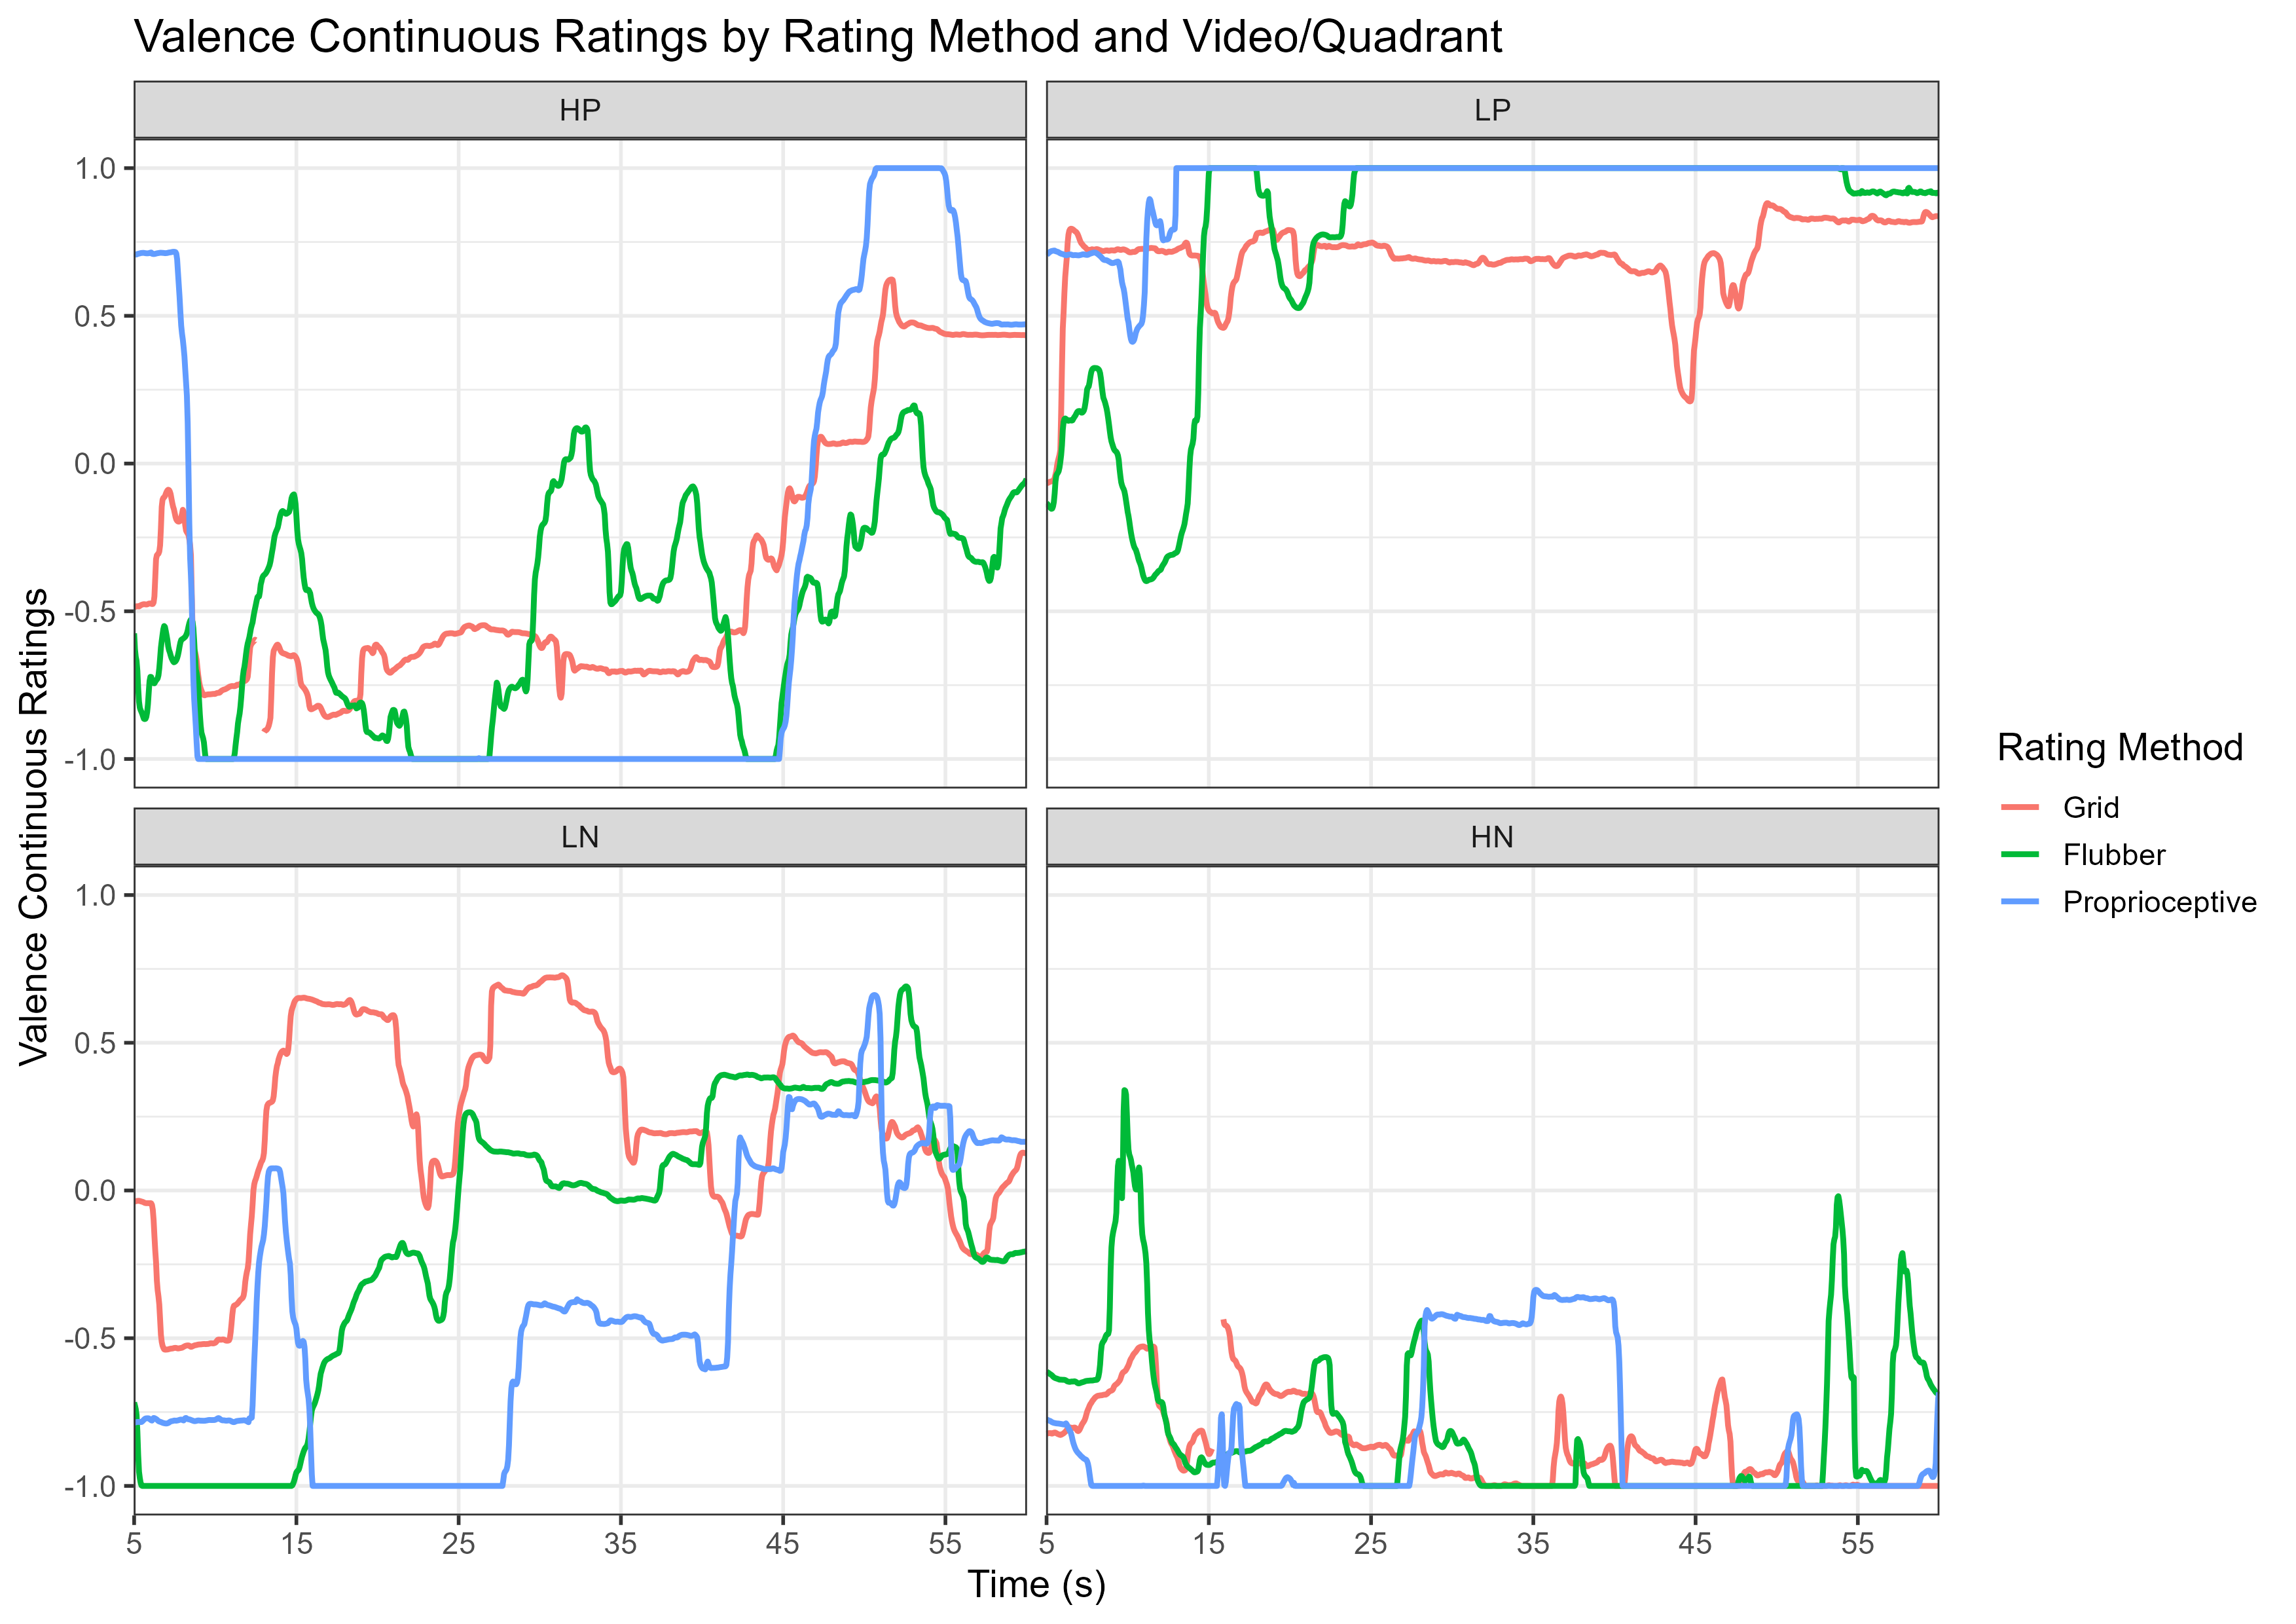 Valence Continuous Ratings by Rating Method and Video/Quadrant
HP
LP
1.0
0.5
0.0
-0.5
-1.0
LN
HN
1.0
0.5
0.0
-0.5
-1.0
5 15 25 35 45 55
5 15 25 35 45 55
Time (s)
Valence Continuous Ratings
Rating Method
Grid
Flubber
Proprioceptive